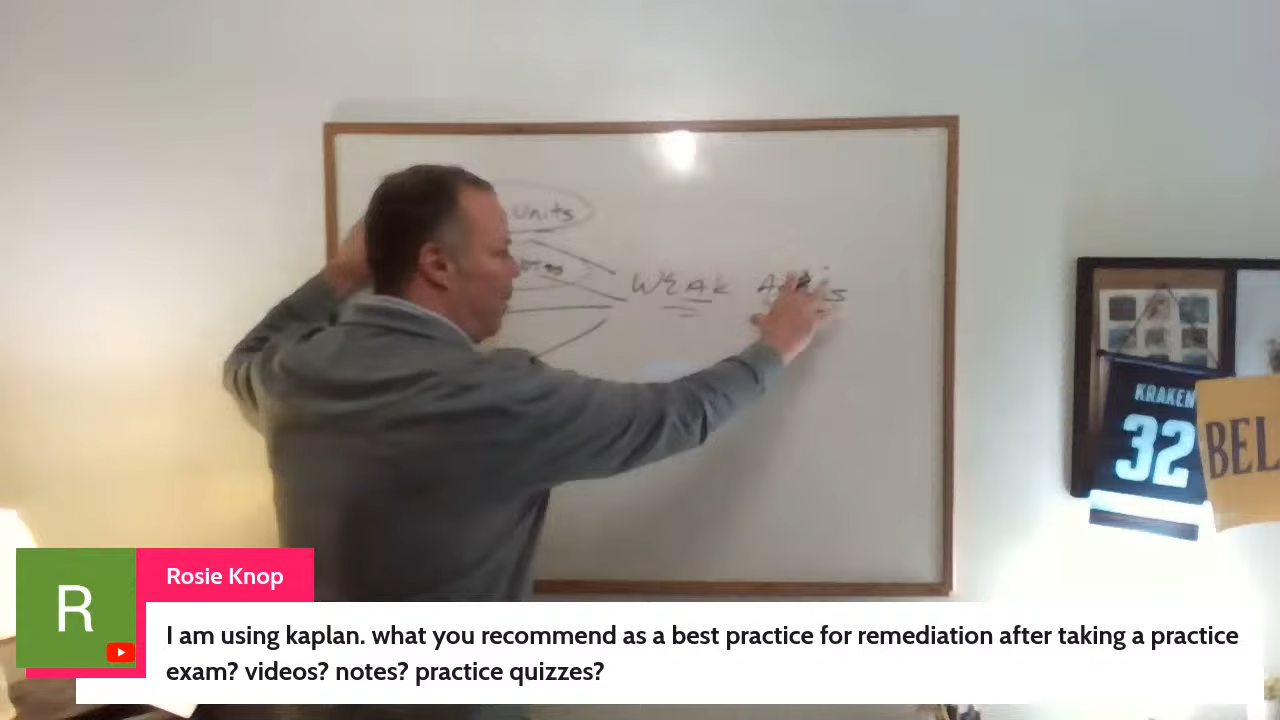 Units
WEAK
KRAKEN
32
BEL
R
Rosie Knop
I am using kaplan. what you recommend as a best practice for remediation after taking a practice
exam? videos? notes? practice quizzes?